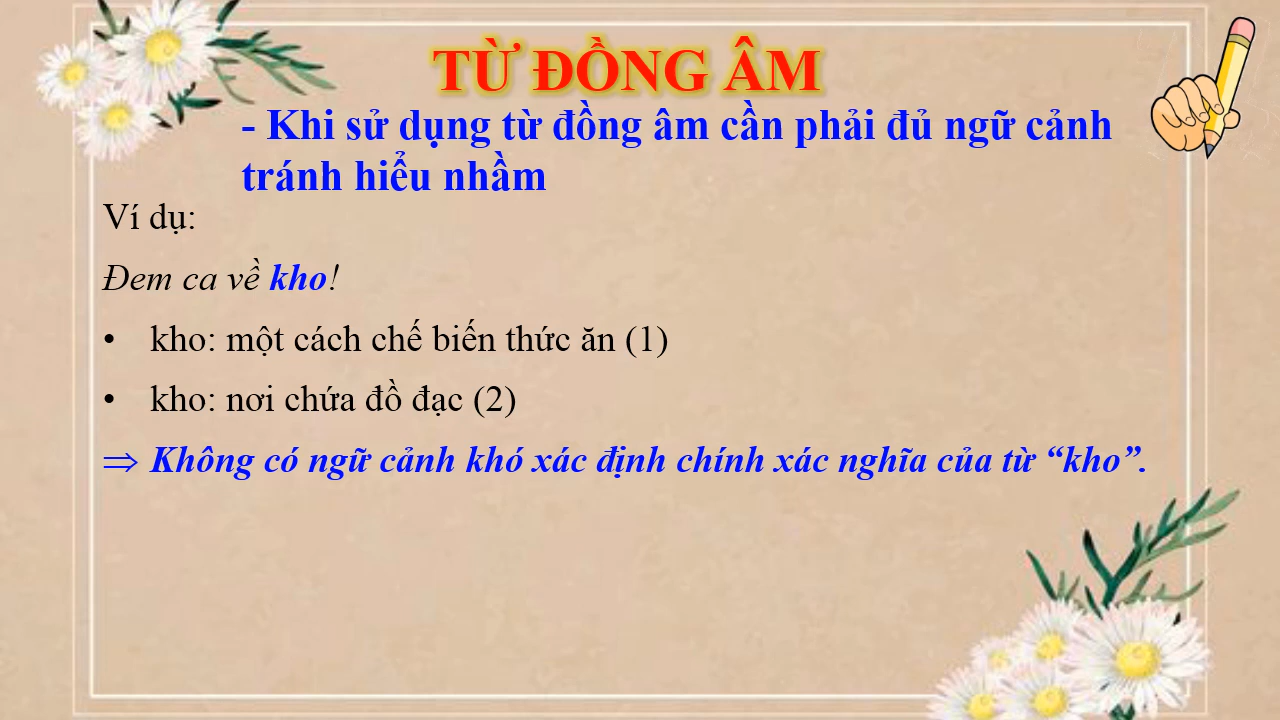 TỪ ĐỒNG ÂM
- Khi sử dụng từ đồng âm cần phải đủ ngữ cảnh
tránh hiểu nhầm
Ví dụ:
Đem ca về kho!
• kho: một cách chế biến thức ăn (1)
• kho: nơi chứa đồ đạc (2)
⇒ Không có ngữ cảnh khó xác định chính xác nghĩa của từ “kho”.